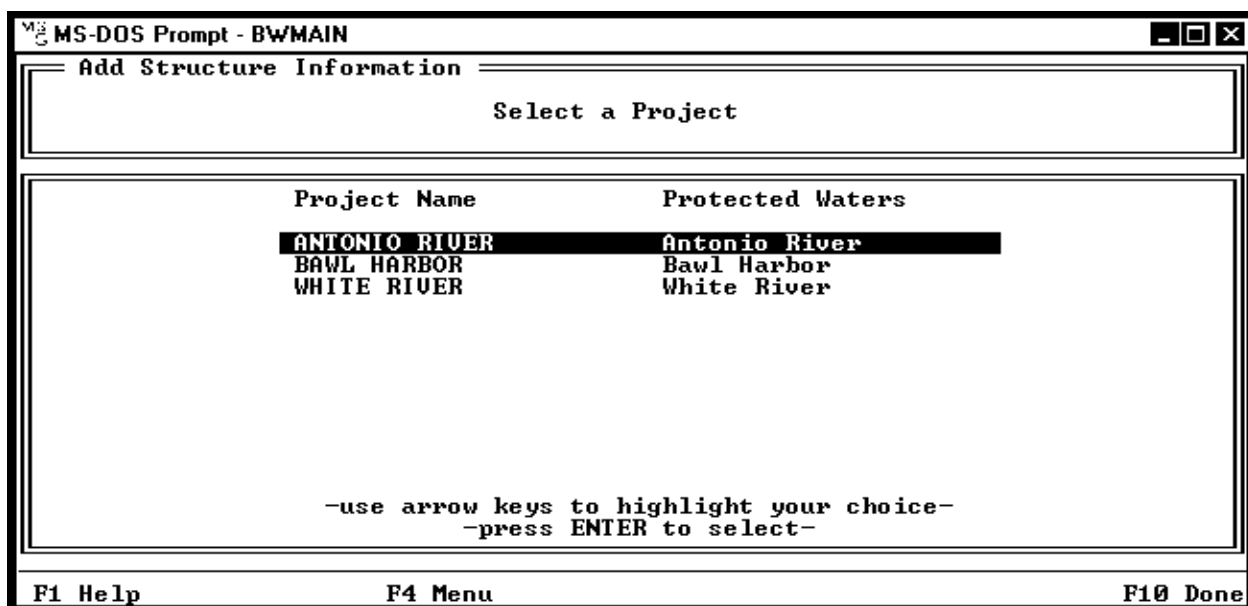 MS-DOS Prompt - BWMAIN
Add Structure Information
Select a Project
Project Name Protected Waters
ANTONIO RIVER Antonio River
BAWL HARBOR Bawl Harbor
WHITE RIVER White River
-use arrow keys to highlight your choice-
-press ENTER to select-
F1 Help F4 Menu F10 Done